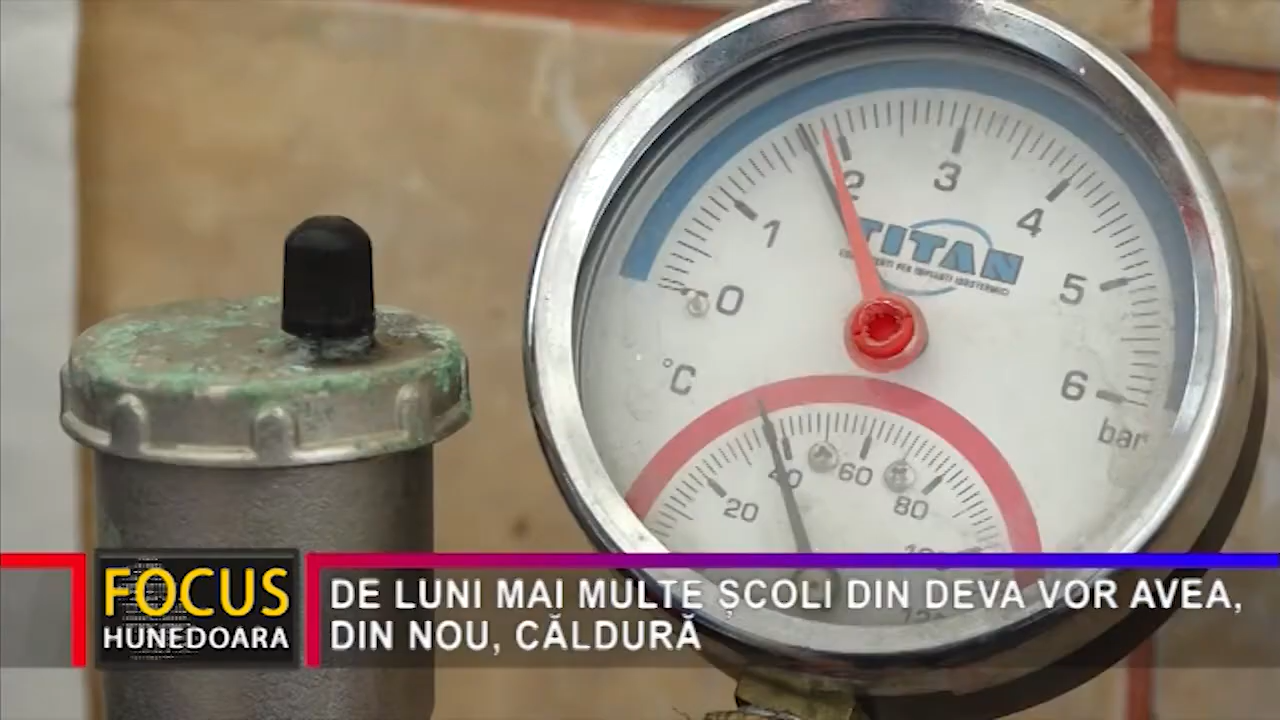 3
2
4
1
TITAN
5
0
°C
6
bar
40
60
20
80
FOCUS
HUNEDOARA
DE LUNI MAI MULTE ȘCOLI DIN DEVA VOR AVEA,
DIN NOU, CĂLDURĂ